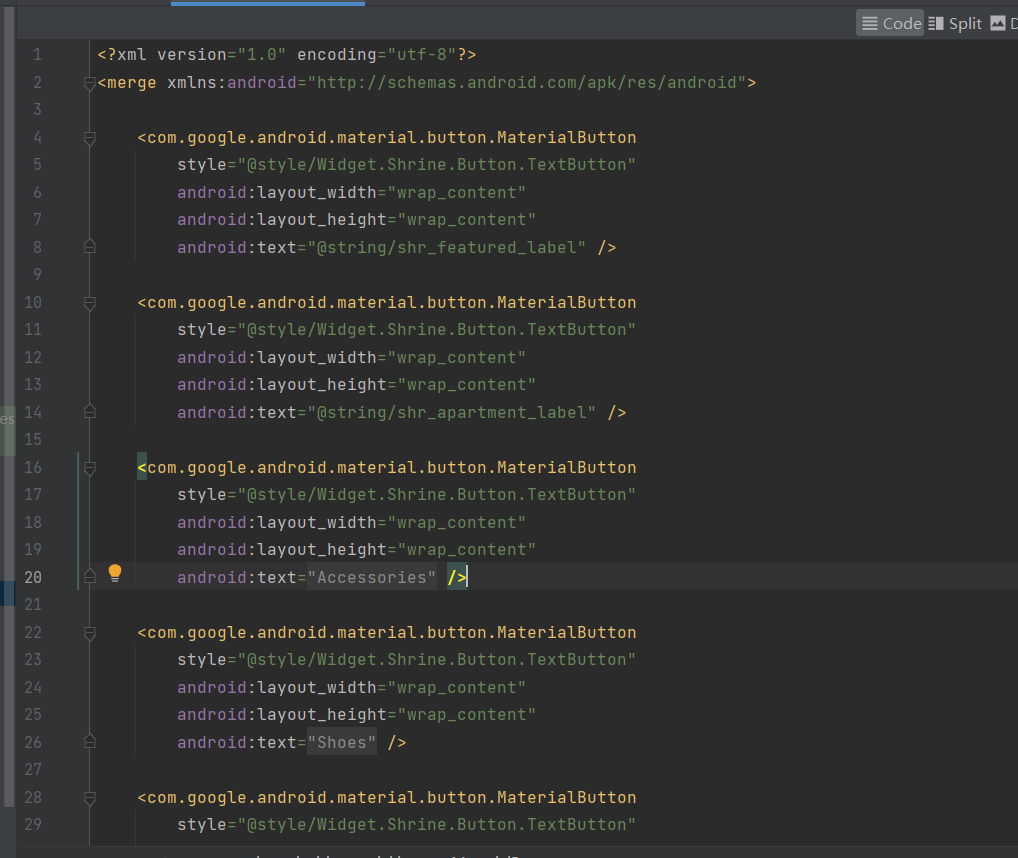 Code Split D
1 <?xml version="1.0" encoding="utf-8"?>
2 <merge xmlns:android="http://schemas.android.com/apk/res/android">
3
4 <com.google.android.material.button.MaterialButton
5 style="@style/Widget.Shrine.Button.TextButton"
6 android:layout_width="wrap_content"
7 android:layout_height="wrap_content"
8 android:text="@string/shr_featured_label" />
9
10 <com.google.android.material.button.MaterialButton
11 style="@style/Widget.Shrine.Button.TextButton"
12 android:layout_width="wrap_content"
13 android:layout_height="wrap_content"
es 14 android:text="@string/shr_apartment_label" />
15
16 <com.google.android.material.button.MaterialButton
17 style="@style/Widget.Shrine.Button.TextButton"
18 android:layout_width="wrap_content"
19 android:layout_height="wrap_content"
20 android:text="Accessories" />
21
22 <com.google.android.material.button.MaterialButton
23 style="@style/Widget.Shrine.Button.TextButton"
24 android:layout_width="wrap_content"
25 android:layout_height="wrap_content"
26 android:text="Shoes" />
27
28 <com.google.android.material.button.MaterialButton
29 style="@style/Widget.Shrine.Button.TextButton"